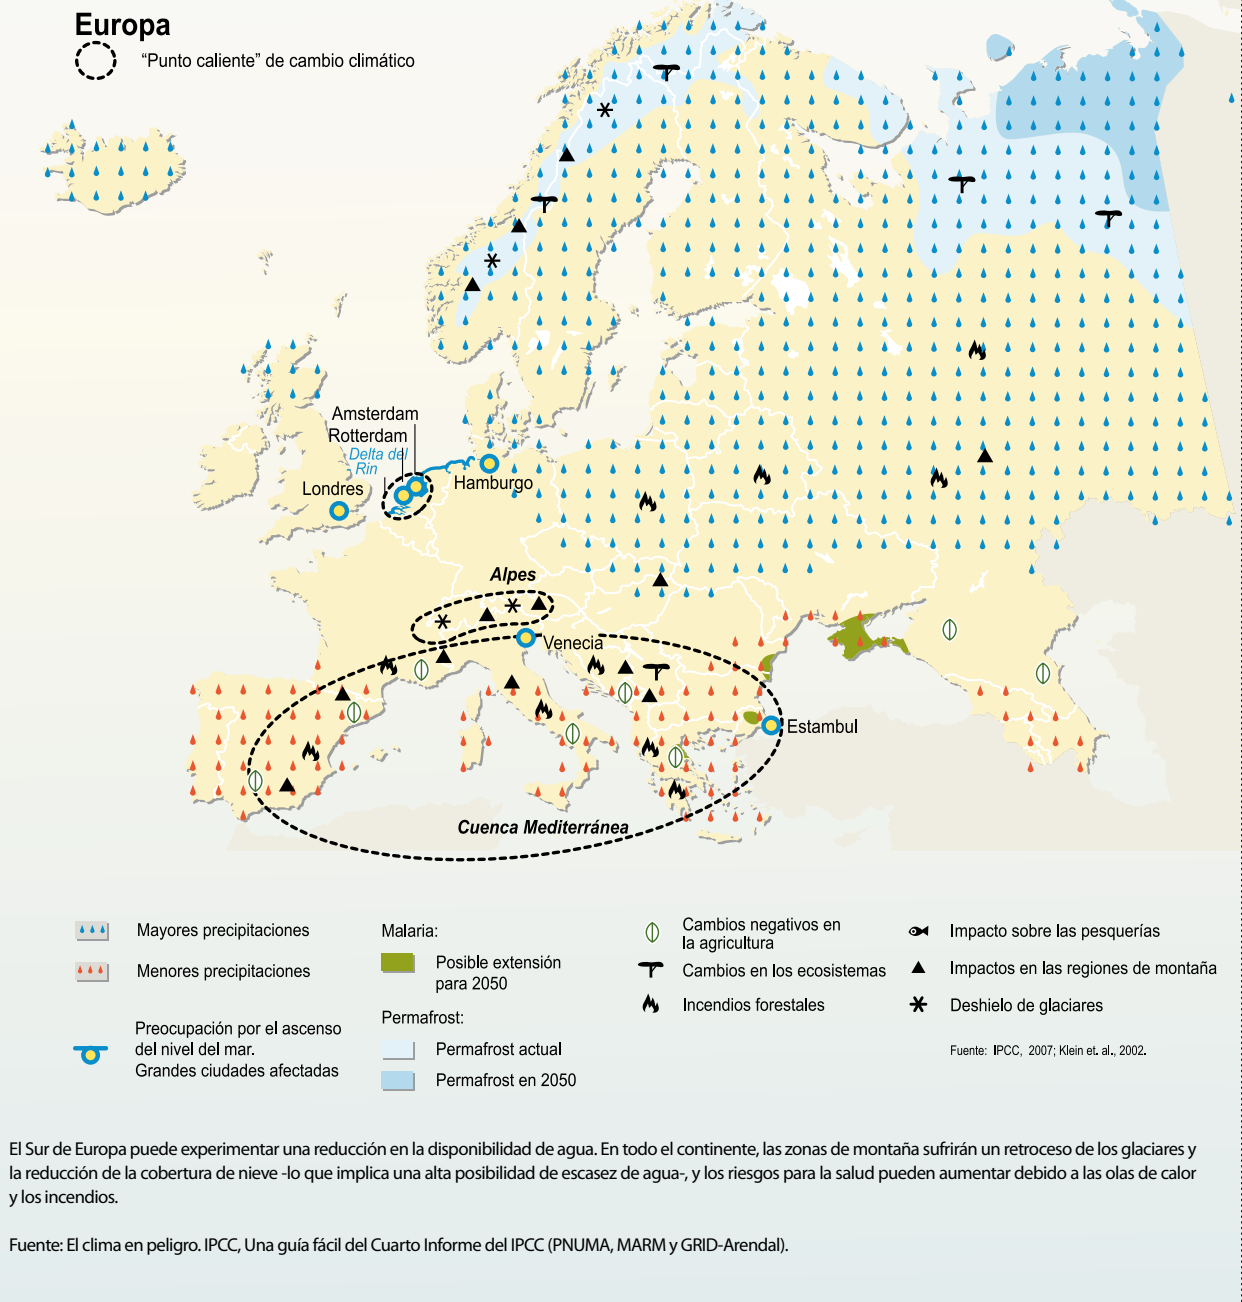 Europa
“Punto caliente” de cambio climático
Amsterdam
Rotterdam
Delta del
Rin
Londres
Hamburgo
Alpes
Venecia
Estambul
Cuenca Mediterránea
Mayores precipitaciones
Menores precipitaciones
Preocupación por el ascenso
del nivel del mar.
Grandes ciudades afectadas
Malaria:
Posible extensión
para 2050
Permafrost:
Permafrost actual
Permafrost en 2050
Cambios negativos en
la agricultura
Cambios en los ecosistemas
Incendios forestales
Impacto sobre las pesquerías
Impactos en las regiones de montaña
Deshielo de glaciares
Fuente: IPCC, 2007; Klein et. al., 2002.
El Sur de Europa puede experimentar una reducción en la disponibilidad de agua. En todo el continente, las zonas de montaña sufrirán un retroceso de los glaciares y
la reducción de la cobertura de nieve -lo que implica una alta posibilidad de escasez de agua-, y los riesgos para la salud pueden aumentar debido a las olas de calor
y los incendios.
Fuente: El clima en peligro. IPCC, Una guía fácil del Cuarto Informe del IPCC (PNUMA, MARM y GRID-Arendal).